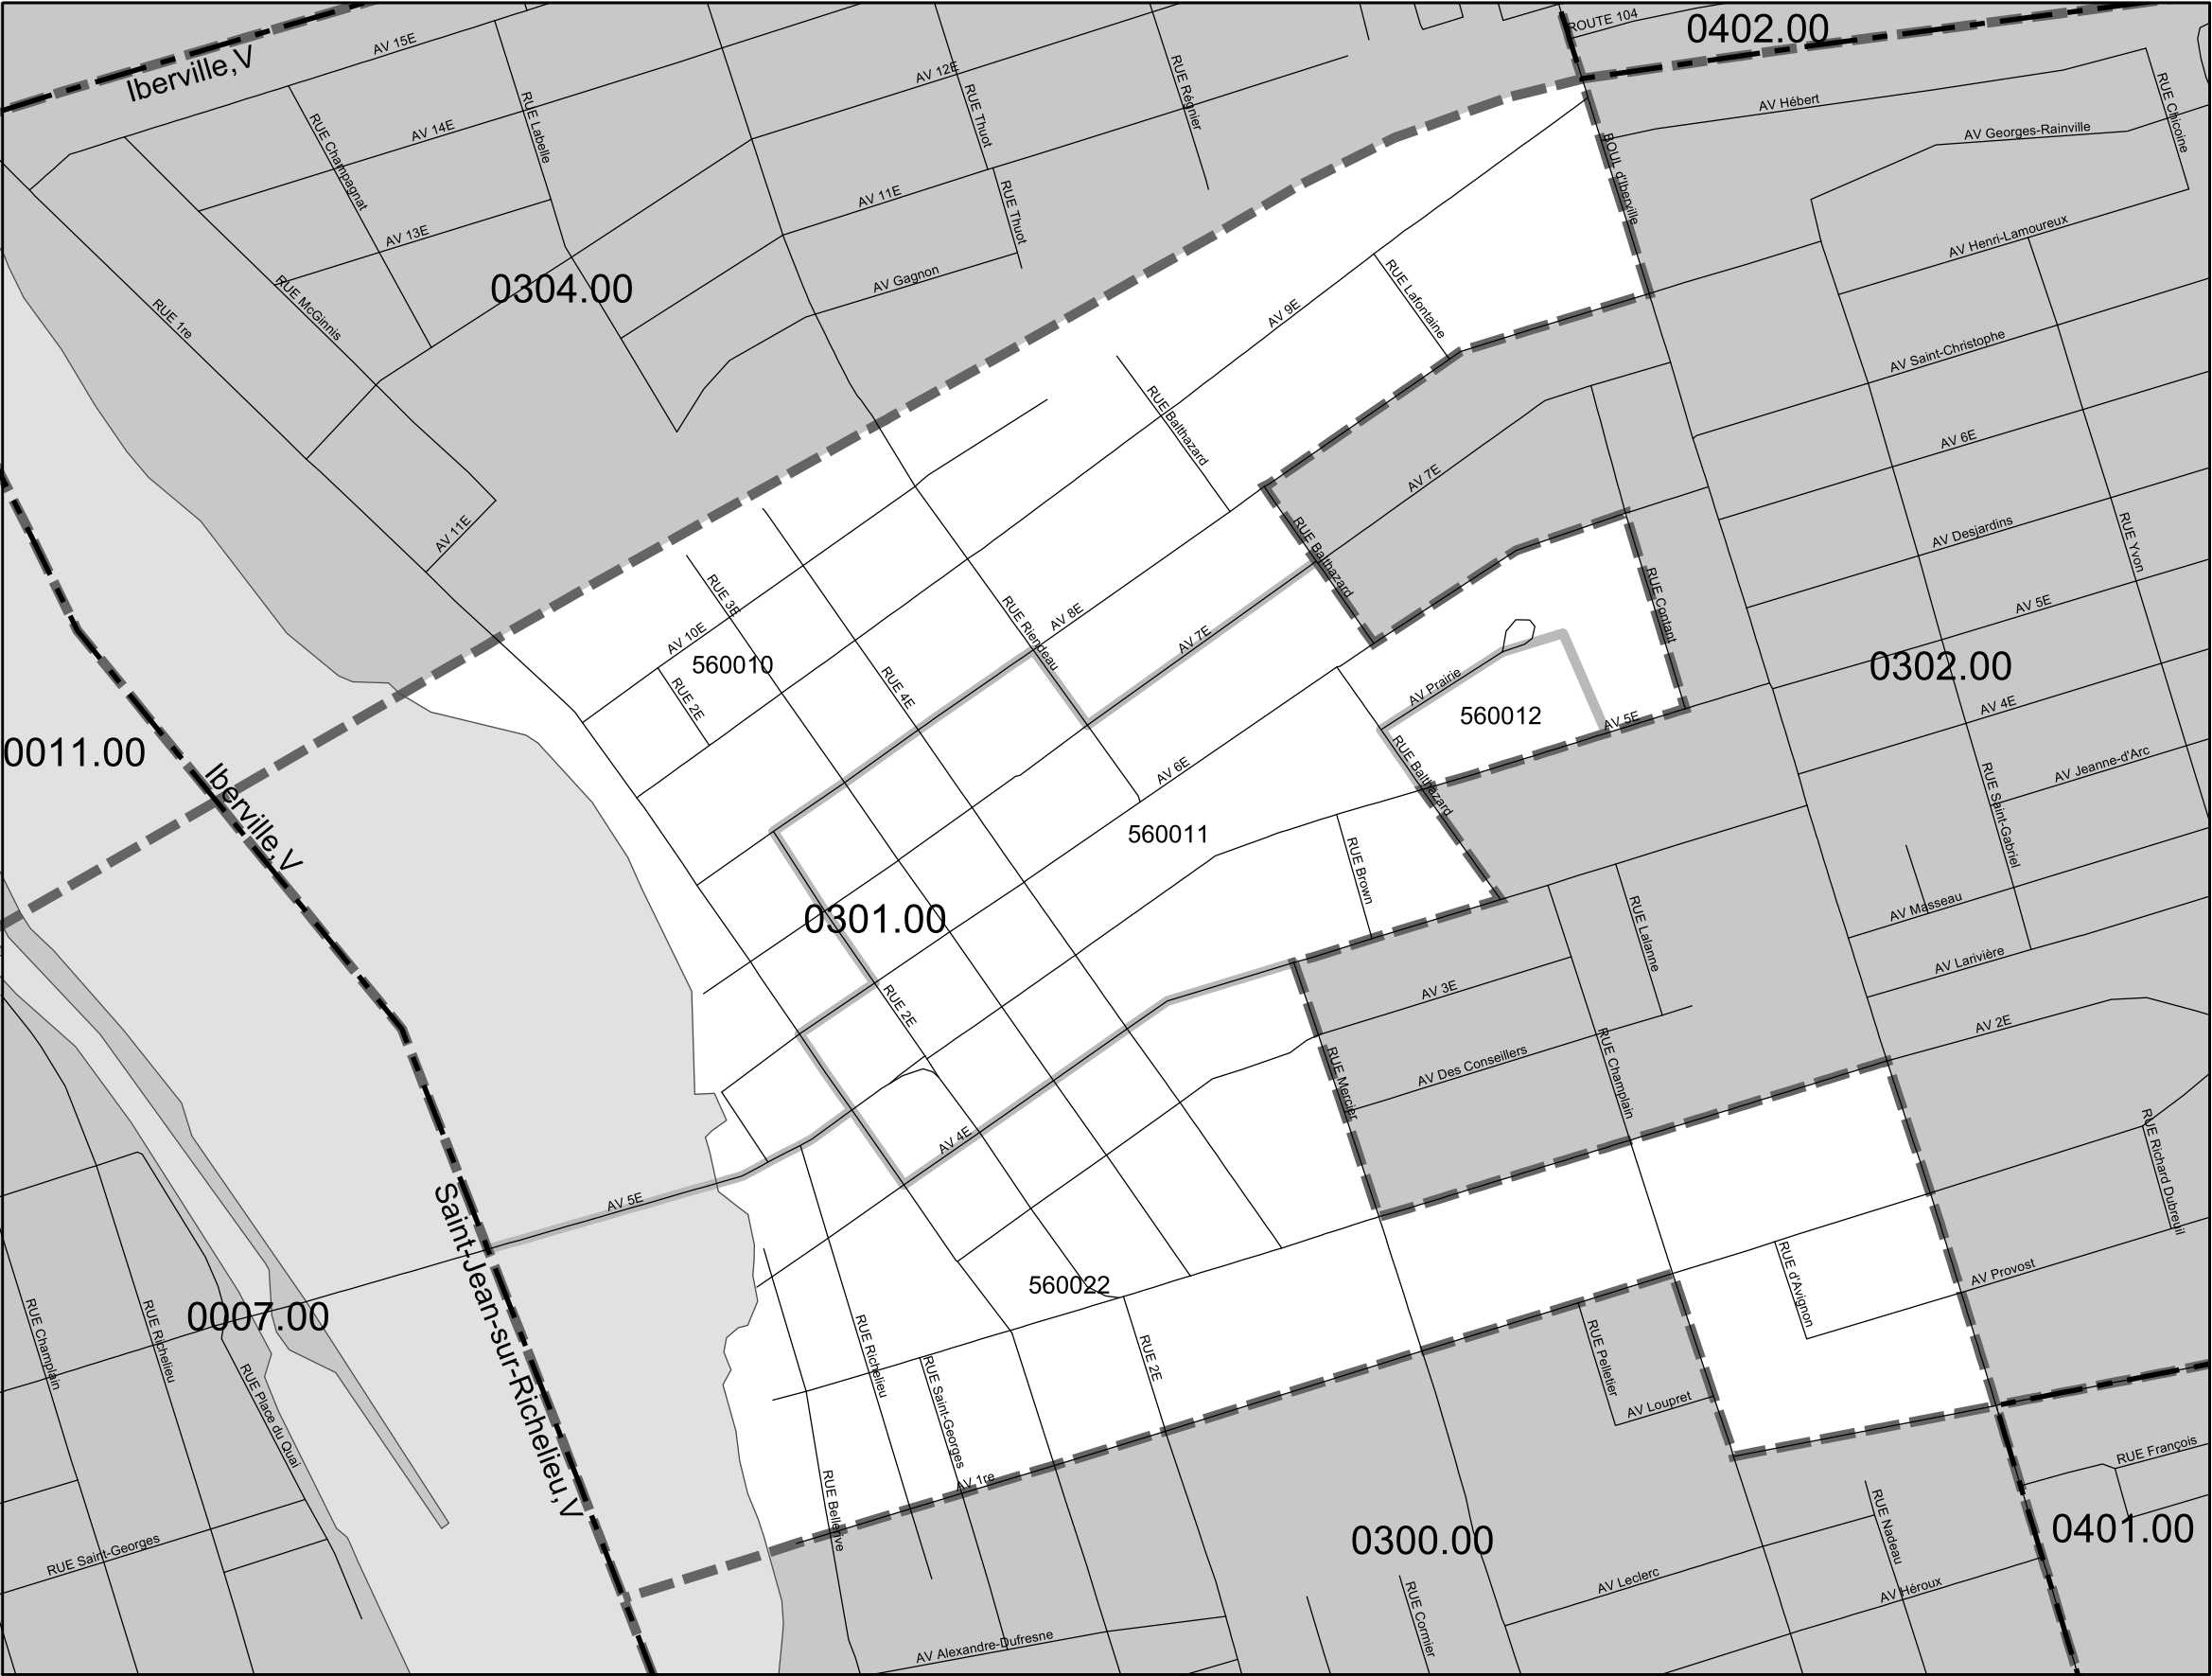 ROUTE 104
0402.00
Iberville,V
AV 15E
RUE Champagnat
AV 14E
RUE Labelle
AV 13E
AV 12E
RUE Thuot
RUE Régnier
AV 11E
RUE Thuot
AV Gagnon
0304.00
RUE 1re
RUE McGinnis
AV 11E
BOUL d'Iberville
AV Hébert
RUE Chicoine
AV Georges-Rainville
AV Henri-Lamoureux
AV Saint-Christophe
AV 6E
AV Desjardins
RUE Yvon
AV 5E
0302.00
AV 4E
AV Jeanne-d'Arc
RUE Saint-Gabriel
AV Masseau
AV Larivière
AV 2E
AV 9E
RUE Lafontaine
RUE Balthazard
AV 7E
RUE Balthazard
RUE Contant
RUE 3E
AV 10E
560010
RUE 2E
RUE 4E
RUE Riendeau
AV 8E
AV 7E
AV 6E
AV Prairie
560012
AV 5E
RUE Balthazard
560011
RUE Brown
0301.00
RUE 2E
AV 4E
RUE Lalanne
AV 3E
AV Des Conseillers
RUE Mercier
RUE Champlain
0011.00
Iberville,V
Saint-Jean-sur-Richelieu,V
AV 5E
0007.00
RUE Champlain
RUE Richelieu
RUE Place du Quai
RUE Saint-Georges
560022
RUE Richelieu
RUE Saint-Georges
RUE 2E
AV 1re
RUE Bellerive
RUE d'Avignon
AV Provost
RUE Richard Dubreuil
RUE Pelletier
AV Loupret
RUE François
0401.00
0300.00
RUE Nadeau
AV Leclerc
AV Héroux
RUE Cormier
AV Alexandre-Dufresne